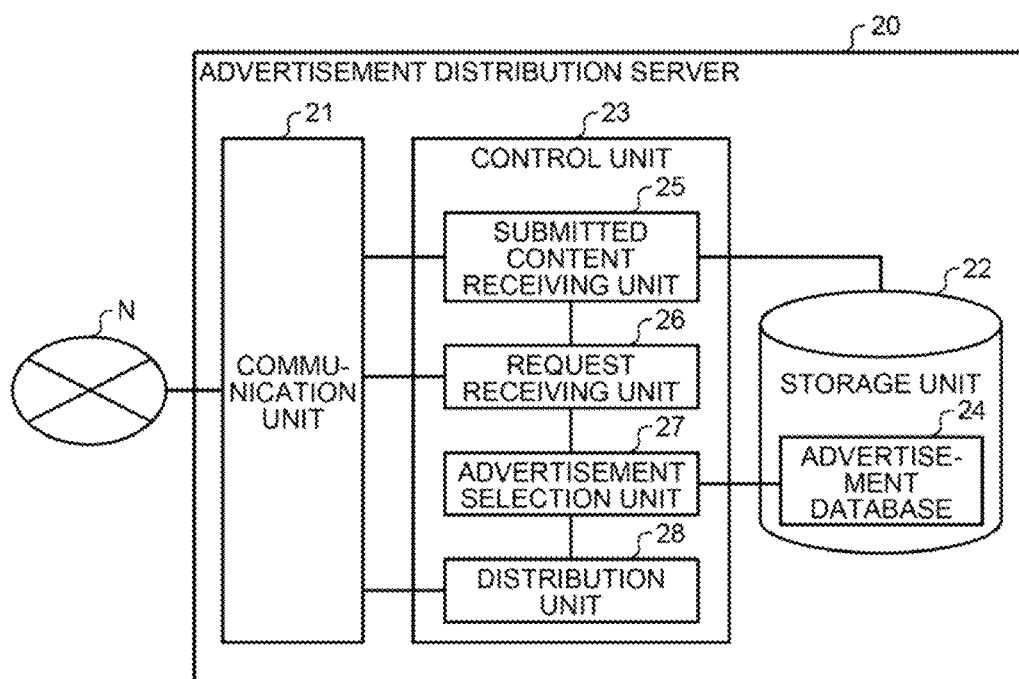 20
ADVERTISEMENT DISTRIBUTION SERVER
21
23
CONTROL UNIT
25
SUBMITTED
CONTENT
RECEIVING UNIT
22
N
26
COMMU-
NICATION
UNIT
REQUEST
RECEIVING UNIT
STORAGE UNIT
27
24
ADVERTISEMENT
SELECTION UNIT
ADVERTISE-
MENT
DATABASE
28
DISTRIBUTION
UNIT